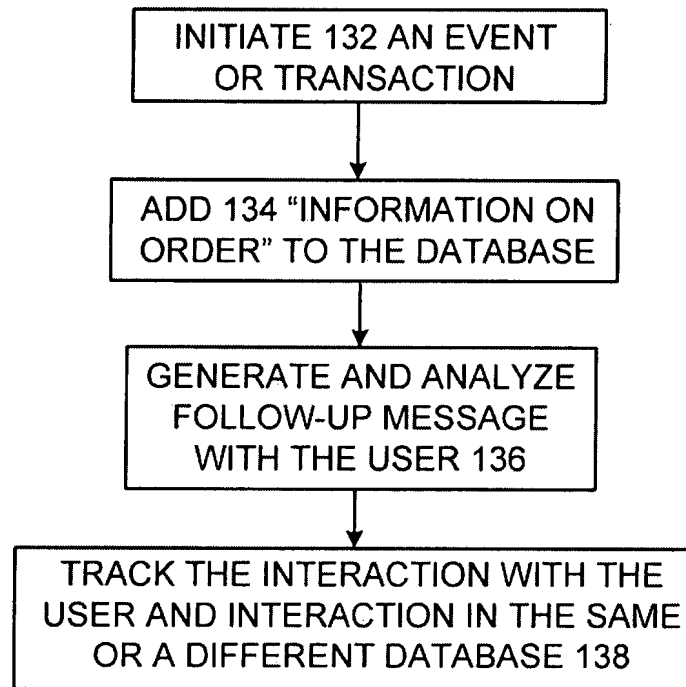 INITIATE 132 AN EVENT
OR TRANSACTION
ADD 134 “INFORMATION ON
ORDER” TO THE DATABASE
GENERATE AND ANALYZE
FOLLOW-UP MESSAGE
WITH THE USER 136
TRACK THE INTERACTION WITH THE
USER AND INTERACTION IN THE SAME
OR A DIFFERENT DATABASE 138